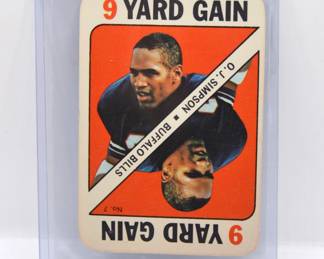 9 YARD GAIN
O. J. SIMPSON ■ BUFFALO BILLS
No. 7
9 YARD GAIN